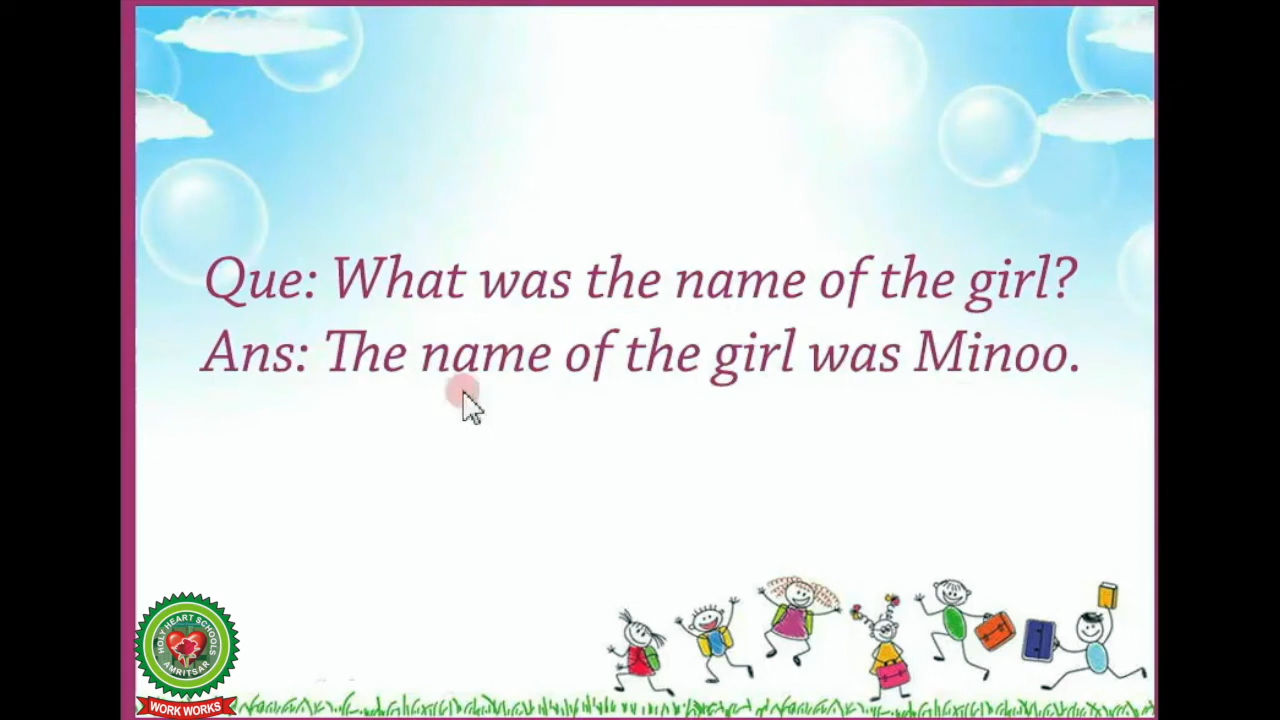 Que: What was the name of the girl?
Ans: The name of the girl was Minoo.
HOLY HEART SCHOOLS
AMRITSAR
WORK WORKS